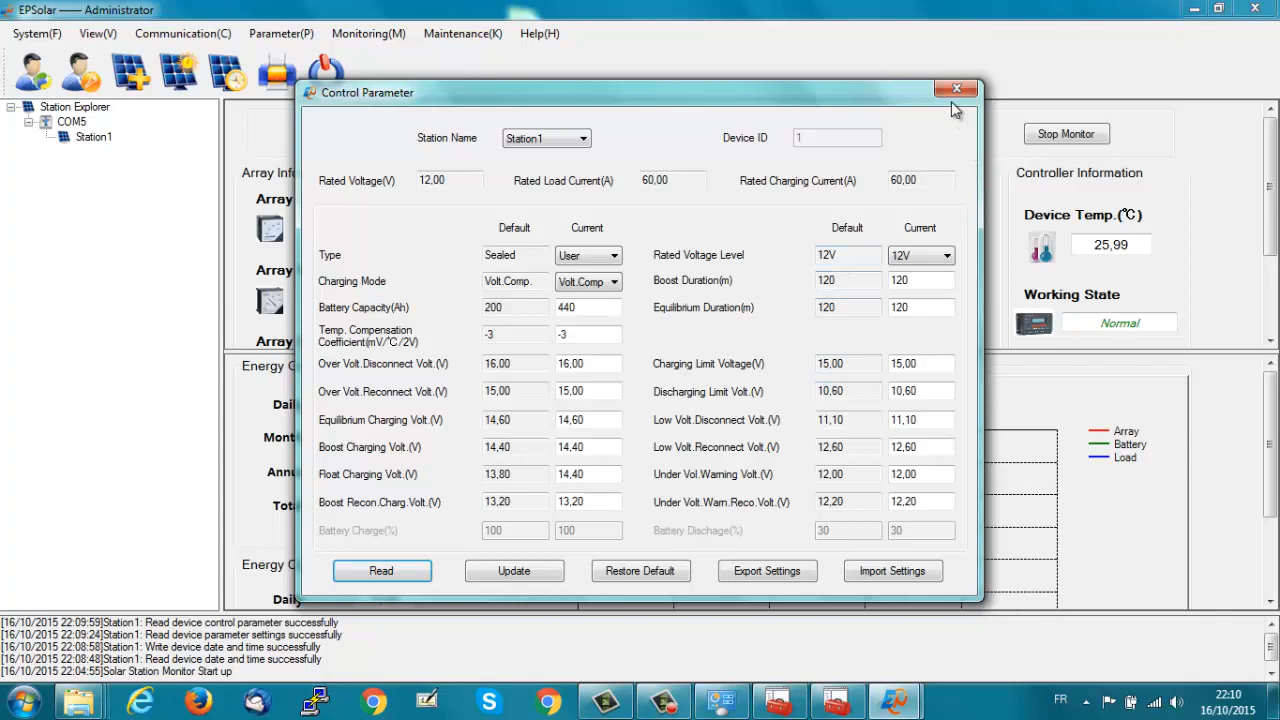 EPSolar —— Administrator
System(F) View(V) Communication(C) Parameter(P) Monitoring(M) Maintenance(K) Help(H)
Station Explorer
COM5
Station1
Array Info
Array
Array
Array
Energy G
Daily
Month
Annu
Tota
Energy C
Daily
Control Parameter
Station Name Station1 Device ID 1
Rated Voltage(V) 12,00 Rated Load Current(A) 60,00 Rated Charging Current(A) 60,00
Default Current Default Current
Type Sealed User Rated Voltage Level 12V 12V
Charging Mode Volt.Comp. Volt.Comp Boost Duration(m) 120 120
Battery Capacity(Ah) 200 440 Equilibrium Duration(m) 120 120
Temp. Compensation
Coefficient(mV/℃/2V) -3 -3
Over Volt.Disconnect Volt.(V) 16,00 16,00 Charging Limit Voltage(V) 15,00 15,00
Over Volt.Reconnect Volt.(V) 15,00 15,00 Discharging Limit Volt.(V) 10,60 10,60
Equilibrium Charging Volt.(V) 14,60 14,60 Low Volt.Disconnect Volt.(V) 11,10 11,10
Boost Charging Volt.(V) 14,40 14,40 Low Volt.Reconnect Volt.(V) 12,60 12,60
Float Charging Volt.(V) 13,80 14,40 Under Vol.Warning Volt.(V) 12,00 12,00
Boost Recon.Charg.Volt.(V) 13,20 13,20 Under Volt.Warn.Reco.Volt.(V) 12,20 12,20
Battery Charge(%) 100 100 Battery Dischage(%) 30 30
Read Update Restore Default Export Settings Import Settings
Stop Monitor
Controller Information
Device Temp.(℃)
25,99
Working State
Normal
Array
Battery
Load
[16/10/2015 22:09:59]Station1: Read device control parameter successfully
[16/10/2015 22:09:24]Station1: Read device parameter settings successfully
[16/10/2015 22:08:58]Station1: Write device date and time successfully
[16/10/2015 22:08:48]Station1: Read device date and time successfully
[16/10/2015 22:04:55]Solar Station Monitor Start up
FR
22:10
16/10/2015